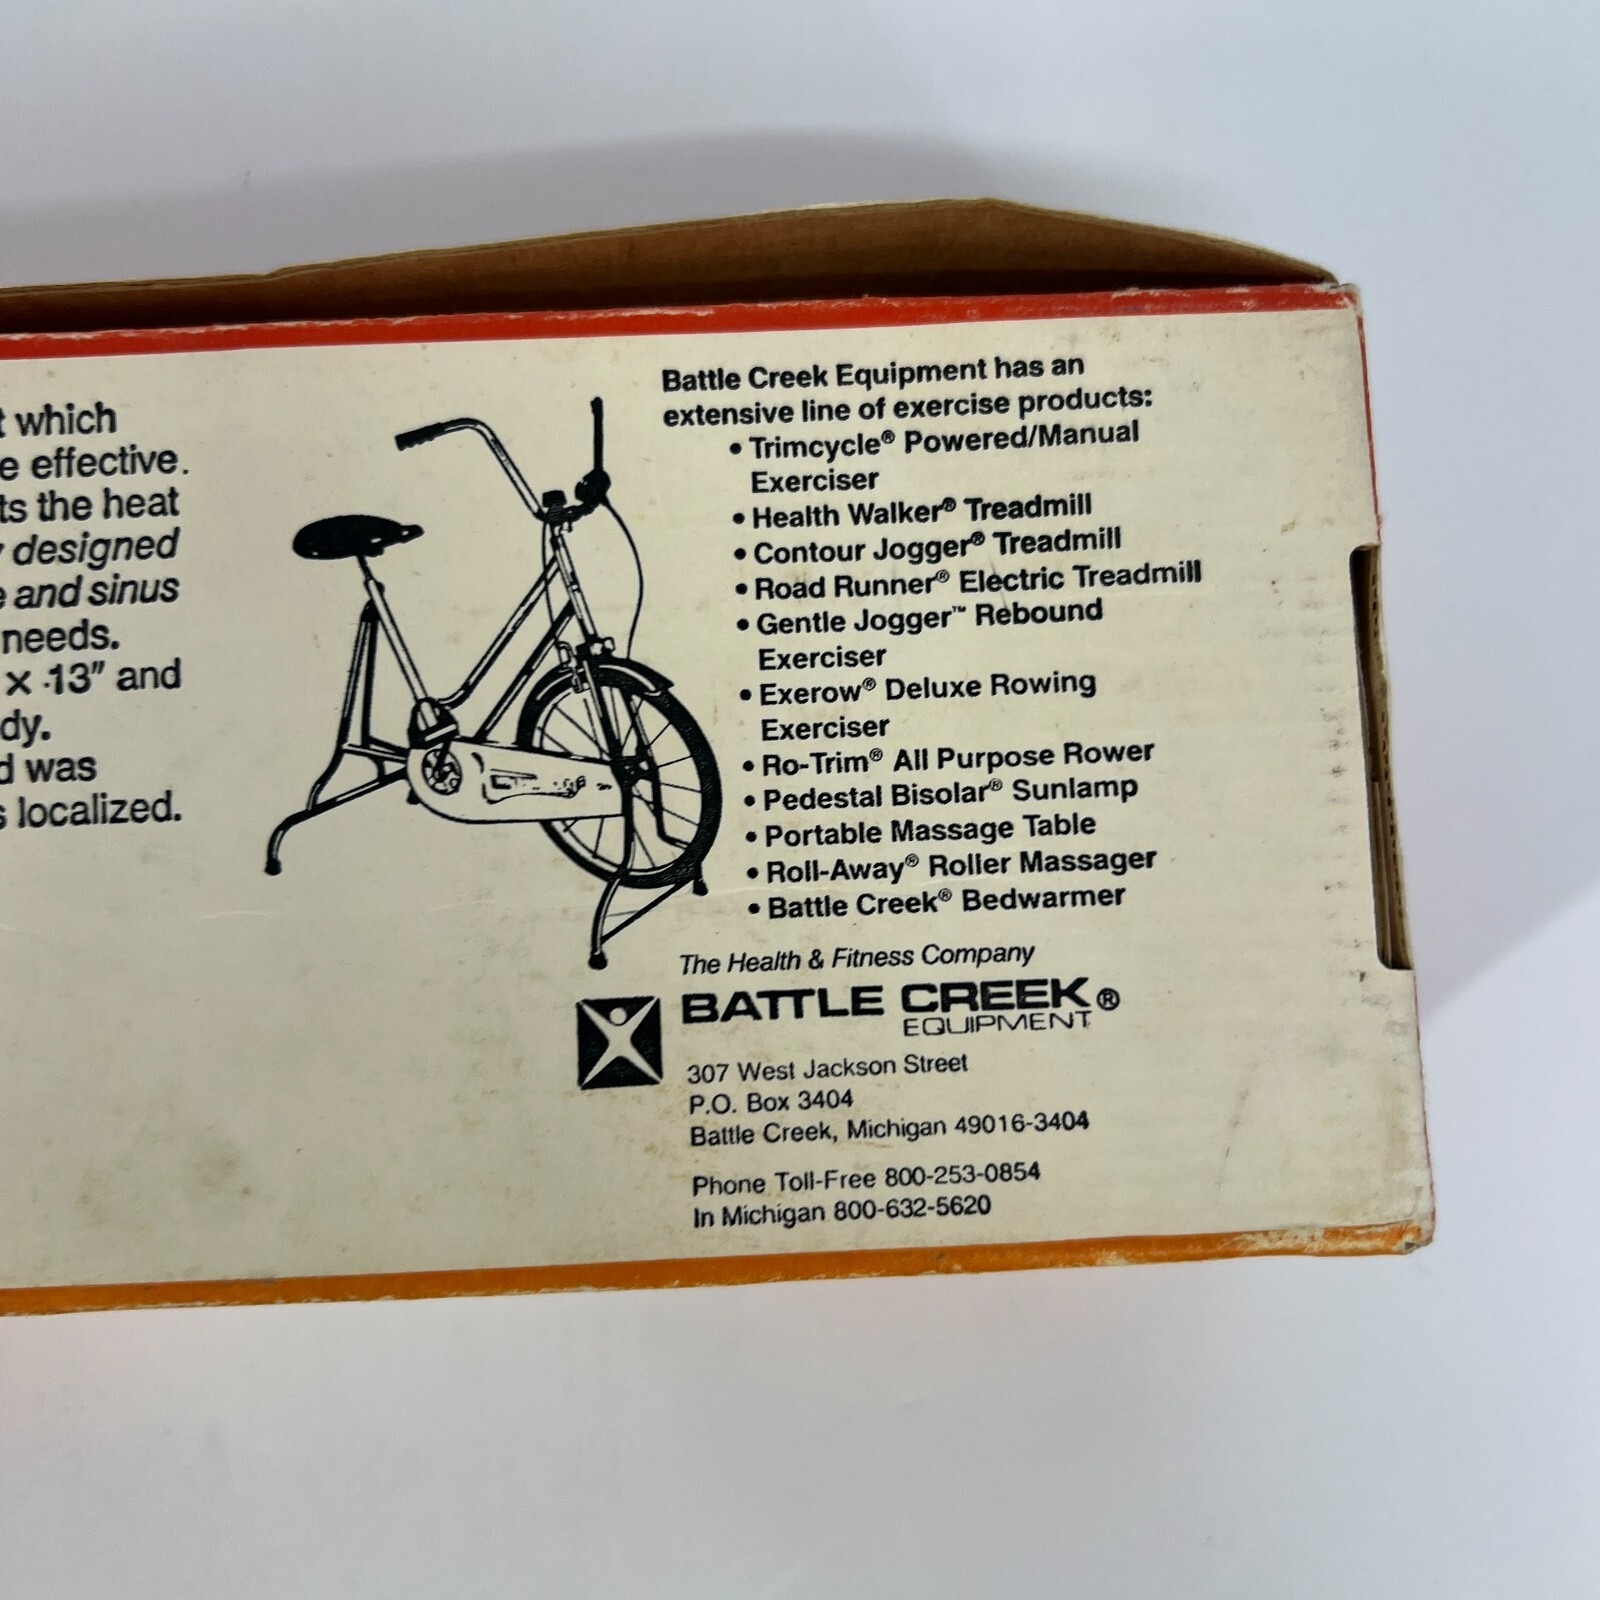 t which
e effective.
ts the heat
designed
e and sinus
needs.
x 13" and
dy.
d was
s localized.
Battle Creek Equipment has an
extensive line of exercise products:
• Trimcycle® Powered/Manual
Exerciser
• Health Walker® Treadmill
• Contour Jogger® Treadmill
• Road Runner® Electric Treadmill
• Gentle Jogger™ Rebound
Exerciser
• Exerow® Deluxe Rowing
Exerciser
• Ro-Trim® All Purpose Rower
• Pedestal Bisolar® Sunlamp
• Portable Massage Table
• Roll-Away® Roller Massager
• Battle Creek® Bedwarmer
The Health & Fitness Company
BATTLE CREEK®
EQUIPMENT
307 West Jackson Street
P.O. Box 3404
Battle Creek, Michigan 49016-3404
Phone Toll-Free 800-253-0854
In Michigan 800-632-5620